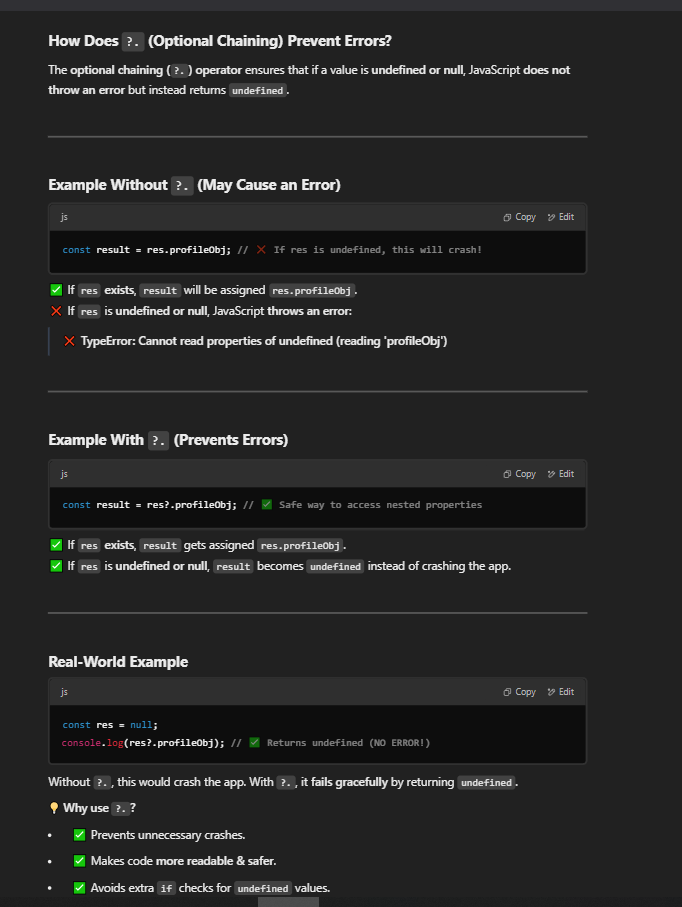 How Does ?. (Optional Chaining) Prevent Errors?
The optional chaining (?.) operator ensures that if a value is undefined or null, JavaScript does not
throw an error but instead returns undefined.
Example Without ?. (May Cause an Error)
js Copy Edit
const result = res.profileObj; // ❌ If res is undefined, this will crash!
✅ If res exists, result will be assigned res.profileObj.
❌ If res is undefined or null, JavaScript throws an error:
❌ TypeError: Cannot read properties of undefined (reading 'profileObj')
Example With ?. (Prevents Errors)
js Copy Edit
const result = res?.profileObj; // ✅ Safe way to access nested properties
✅ If res exists, result gets assigned res.profileObj.
✅ If res is undefined or null, result becomes undefined instead of crashing the app.
Real-World Example
js Copy Edit
const res = null;
console.log(res?.profileObj); // ✅ Returns undefined (NO ERROR!)
Without ?., this would crash the app. With ?., it fails gracefully by returning undefined.
💡 Why use ?.?
• ✅ Prevents unnecessary crashes.
• ✅ Makes code more readable & safer.
• ✅ Avoids extra if checks for undefined values.